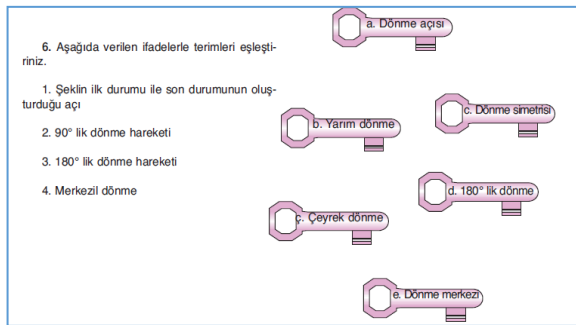 6. Aşağıda verilen ifadelerle terimleri eşleşti-
riniz.
1. Şeklin ilk durumu ile son durumunun oluş-
turduğu açı
2. 90° lik dönme hareketi
3. 180° lik dönme hareketi
4. Merkezil dönme
a. Dönme açısı
b. Yarım dönme
c. Dönme simetrisi
d. 180° lik dönme
ç. Çeyrek dönme
e. Dönme merkezi